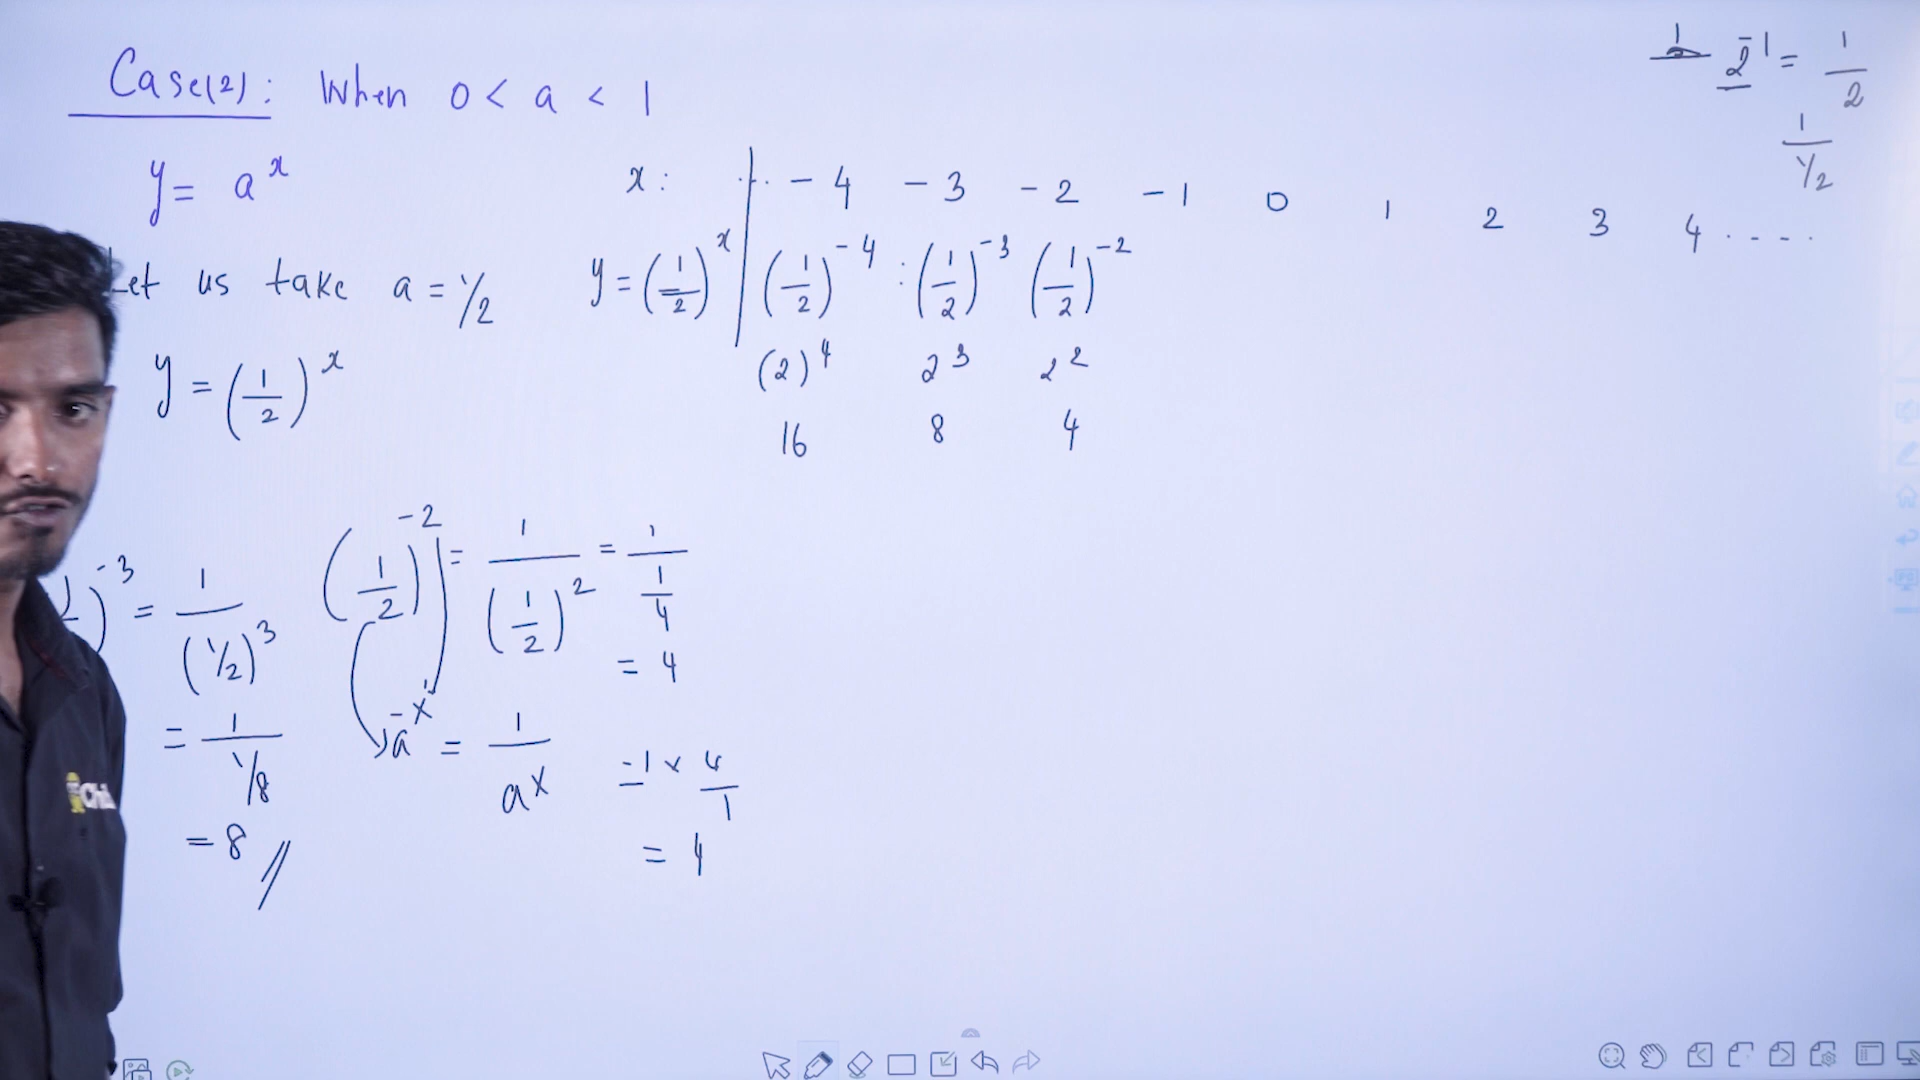 Case(2): When 0 < a < 1
y = a^x
Let us take a = 1/2
y = (1/2)^x
x: ... -4 -3 -2 -1 0 1 2 3 4 ....
y = (1/2)^x (1/2)^-4 : (1/2)^-3 (1/2)^-2
(2)^4 2^3 2^2
16 8 4
2^-1 = 1/2
1/(1/2)
)^-3 = 1/(1/2)^3
= 1/(1/8)
= 8 //
(1/2)^-2 = 1/(1/2)^2 = 1/(1/4)
= 4
a^-x = 1/a^x
= 1 x 4/1
= 4